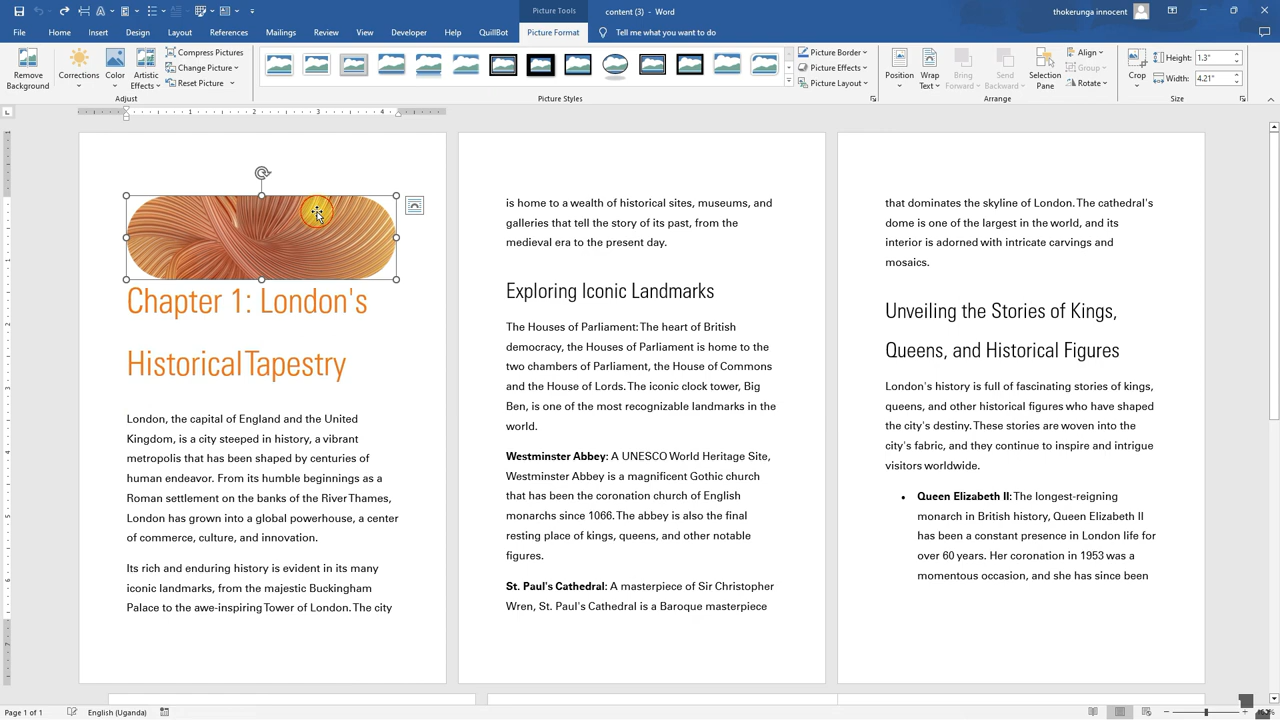 Picture Tools
content (3) - Word
thokerunga innocent
File Home Insert Design Layout References Mailings Review View Developer Help QuillBot Picture Format Tell me what you want to do
Remove Background
Corrections
Color
Artistic Effects
Compress Pictures
Change Picture
Reset Picture
Adjust
Picture Styles
Picture Border
Picture Effects
Picture Layout
Position
Wrap Text
Bring Forward
Send Backward
Selection Pane
Align
Group
Rotate
Arrange
Crop
Height: 1.3"
Width: 4.21"
Size
1 2 3 4
Chapter 1: London's
Historical Tapestry
London, the capital of England and the United
Kingdom, is a city steeped in history, a vibrant
metropolis that has been shaped by centuries of
human endeavor. From its humble beginnings as a
Roman settlement on the banks of the River Thames,
London has grown into a global powerhouse, a center
of commerce, culture, and innovation.
Its rich and enduring history is evident in its many
iconic landmarks, from the majestic Buckingham
Palace to the awe-inspiring Tower of London. The city
is home to a wealth of historical sites, museums, and
galleries that tell the story of its past, from the
medieval era to the present day.
Exploring Iconic Landmarks
The Houses of Parliament: The heart of British
democracy, the Houses of Parliament is home to the
two chambers of Parliament, the House of Commons
and the House of Lords. The iconic clock tower, Big
Ben, is one of the most recognizable landmarks in the
world.
Westminster Abbey: A UNESCO World Heritage Site,
Westminster Abbey is a magnificent Gothic church
that has been the coronation church of English
monarchs since 1066. The abbey is also the final
resting place of kings, queens, and other notable
figures.
St. Paul's Cathedral: A masterpiece of Sir Christopher
Wren, St. Paul's Cathedral is a Baroque masterpiece
that dominates the skyline of London. The cathedral's
dome is one of the largest in the world, and its
interior is adorned with intricate carvings and
mosaics.
Unveiling the Stories of Kings,
Queens, and Historical Figures
London's history is full of fascinating stories of kings,
queens, and other historical figures who have shaped
the city's destiny. These stories are woven into the
city's fabric, and they continue to inspire and intrigue
visitors worldwide.
• Queen Elizabeth II: The longest-reigning
monarch in British history, Queen Elizabeth II
has been a constant presence in London life for
over 60 years. Her coronation in 1953 was a
momentous occasion, and she has since been
Page 1 of 1 English (Uganda)